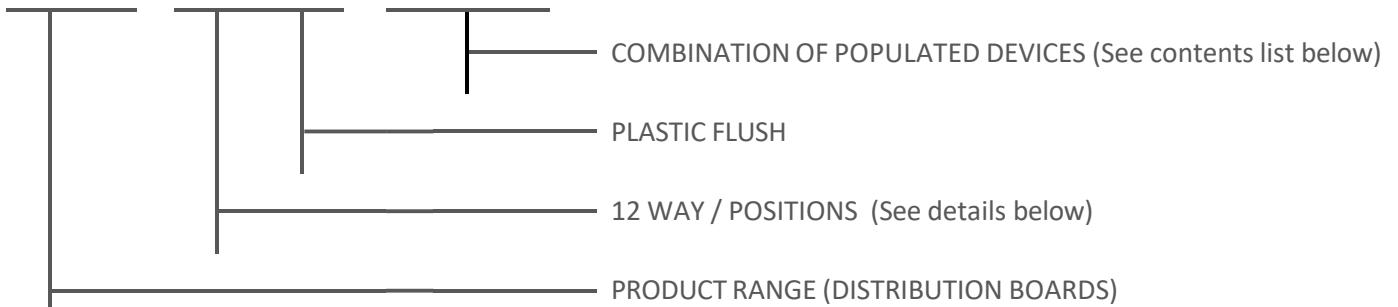 COMBINATION OF POPULATED DEVICES (See contents list below)
PLASTIC FLUSH
12 WAY / POSITIONS (See details below)
PRODUCT RANGE (DISTRIBUTION BOARDS)